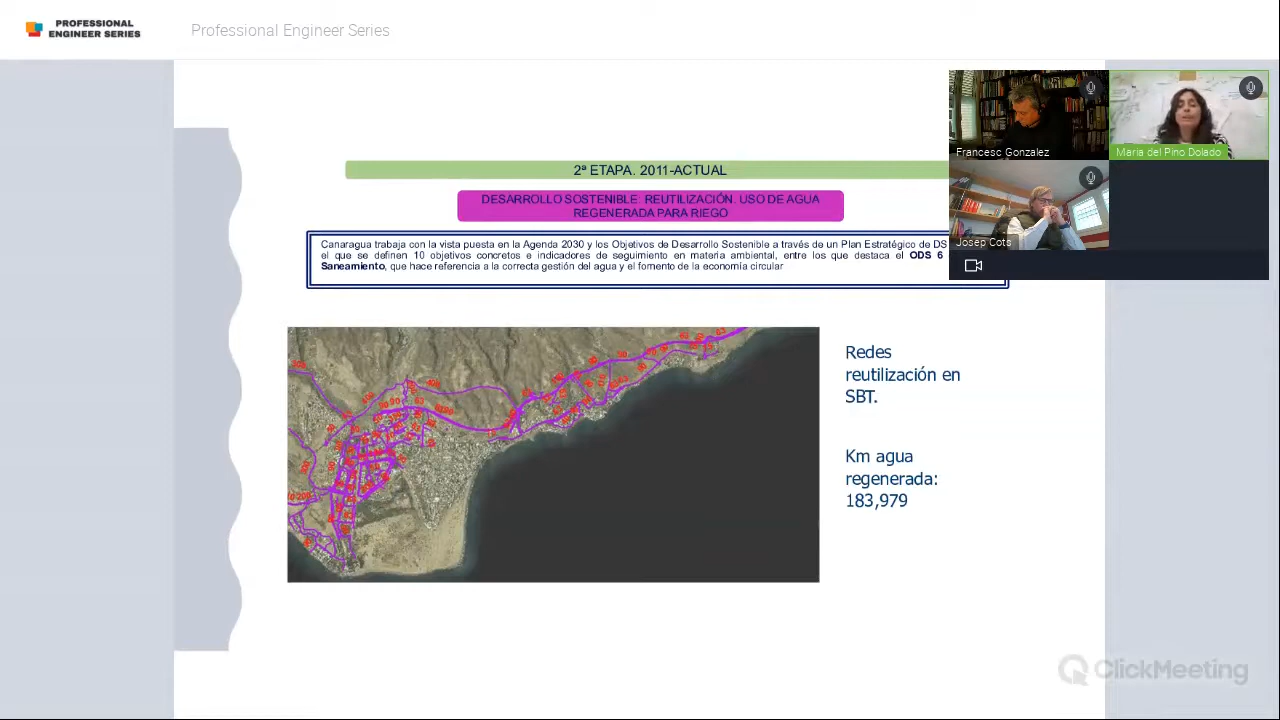 PROFESSIONAL
ENGINEER SERIES
Professional Engineer Series
Francesc Gonzalez
Maria del Pino Dolado
Josep Cots
2ª ETAPA. 2011-ACTUAL
DESARROLLO SOSTENIBLE: REUTILIZACIÓN. USO DE AGUA
REGENERADA PARA RIEGO
Canaragua trabaja con la vista puesta en la Agenda 2030 y los Objetivos de Desarrollo Sostenible a través de un Plan Estratégico de DS
el que se definen 10 objetivos concretos e indicadores de seguimiento en materia ambiental, entre los que destaca el ODS 6
Saneamiento, que hace referencia a la correcta gestión del agua y el fomento de la economía circular
Redes
reutilización en
SBT.
Km agua
regenerada:
183,979
ClickMeeting